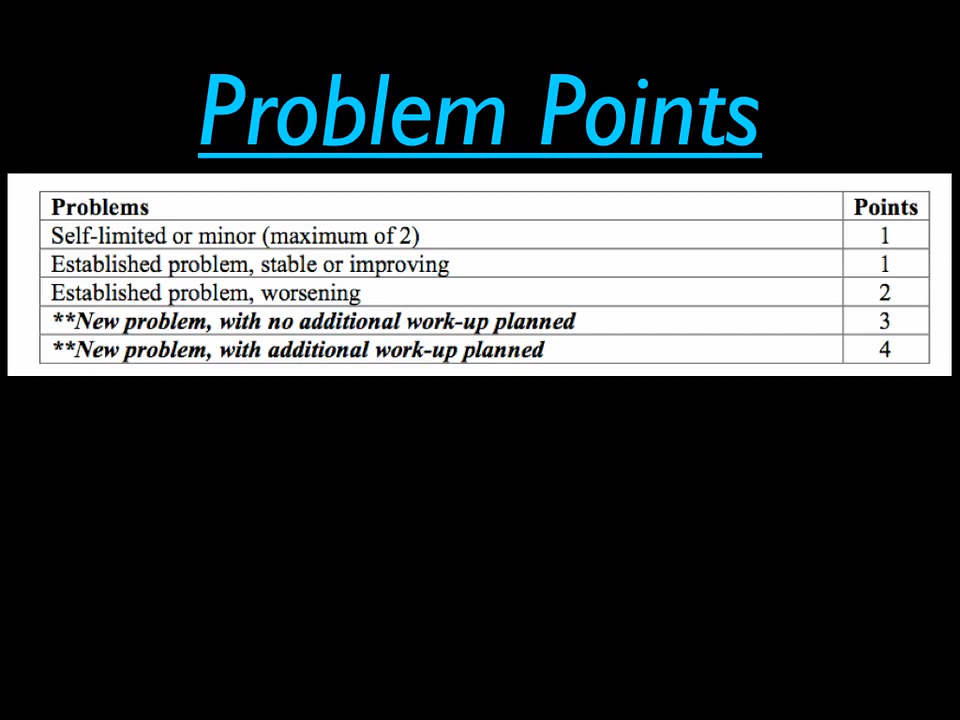 Problem Points
Problems Points
Self-limited or minor (maximum of 2) 1
Established problem, stable or improving 1
Established problem, worsening 2
**New problem, with no additional work-up planned 3
**New problem, with additional work-up planned 4